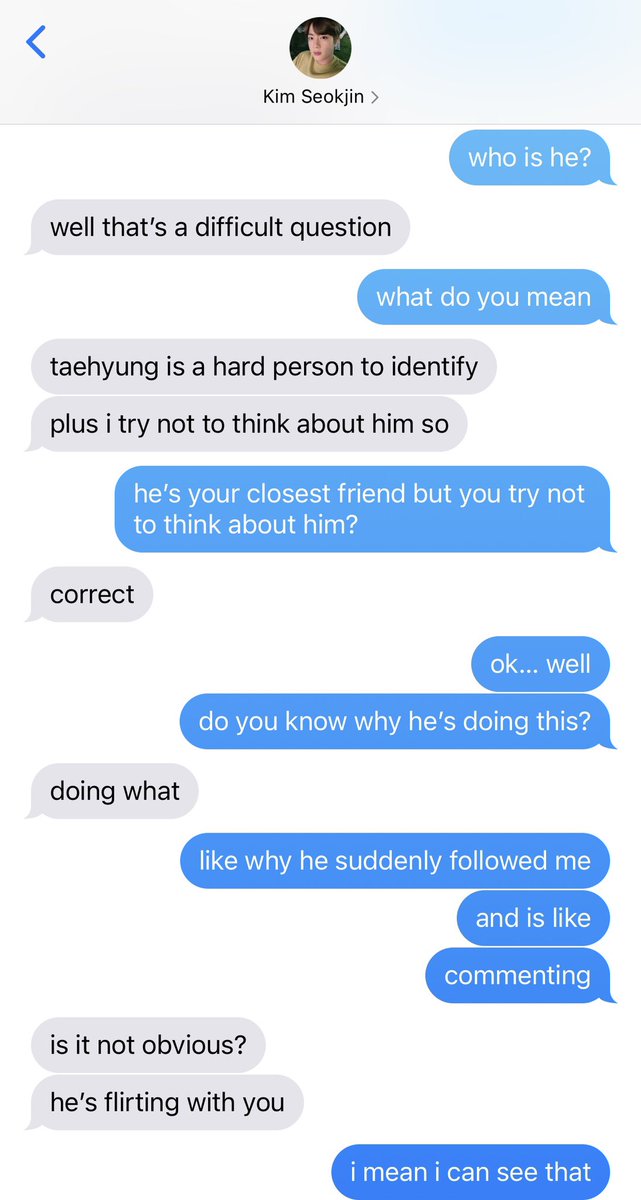 Kim Seokjin
who is he?
well that’s a difficult question
what do you mean
taehyung is a hard person to identify
plus i try not to think about him so
he’s your closest friend but you try not
to think about him?
correct
ok... well
do you know why he’s doing this?
doing what
like why he suddenly followed me
and is like
commenting
is it not obvious?
he’s flirting with you
i mean i can see that